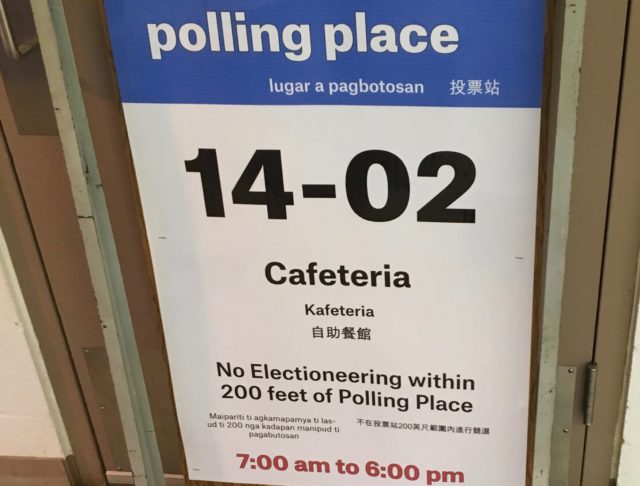 polling place
lugar a pagbotosan 投票站
14-02
Cafeteria
Kafeteria
自助餐館
No Electioneering within
200 feet of Polling Place
Maipariti ti agkamapamya ti las-
ud ti 200 nga kadapan manipud ti
pagabutosan
不在投票站200英尺範圍內進行競選
7:00 am to 6:00 pm